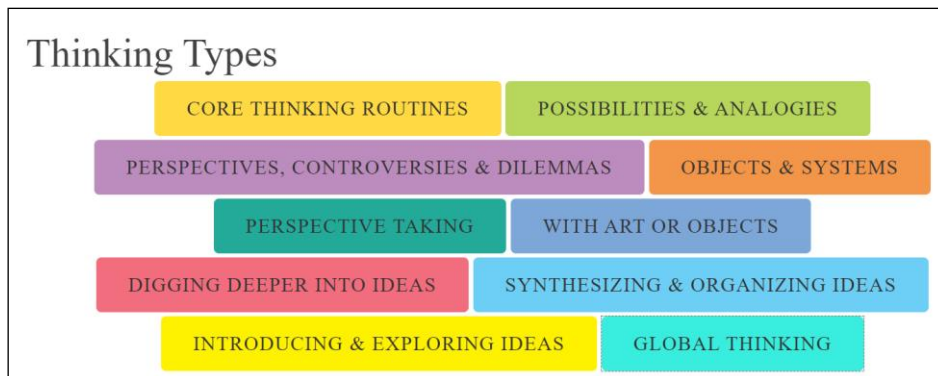 Thinking Types
CORE THINKING ROUTINES POSSIBILITIES & ANALOGIES
PERSPECTIVES, CONTROVERSIES & DILEMMAS OBJECTS & SYSTEMS
PERSPECTIVE TAKING WITH ART OR OBJECTS
DIGGING DEEPER INTO IDEAS SYNTHESIZING & ORGANIZING IDEAS
INTRODUCING & EXPLORING IDEAS GLOBAL THINKING